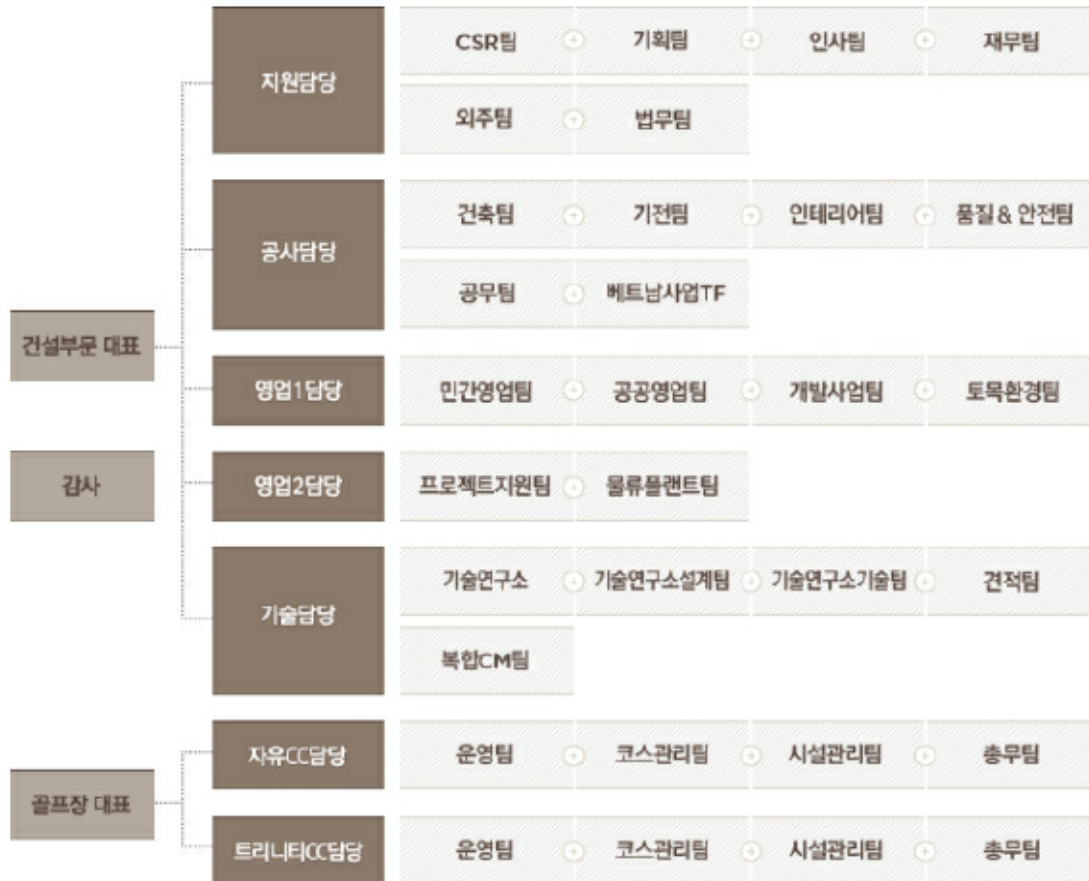 CSR팀 기획팀 인사팀 재무팀
지원담당
외주팀 법무팀
건축팀 기전팀 인테리어팀 품질 & 안전팀
공사담당
공무팀 베트남사업TF
건설부문 대표
영업1담당 민간영업팀 공공영업팀 개발사업팀 토목환경팀
감사
영업2담당 프로젝트지원팀 물류플랜트팀
기술연구소 기술연구소설계팀 기술연구소기술팀 견적팀
기술담당
복합CM팀
자유CC담당 운영팀 코스관리팀 시설관리팀 총무팀
골프장 대표
트리니티CC담당 운영팀 코스관리팀 시설관리팀 총무팀